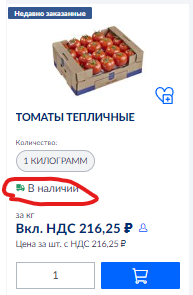 Недавно заказанные
ТОМАТЫ ТЕПЛИЧНЫЕ
Количество:
1 КИЛОГРАММ
В наличии
за кг
Вкл. НДС 216,25 ₽
Цена за шт. с НДС 216,25 ₽
1